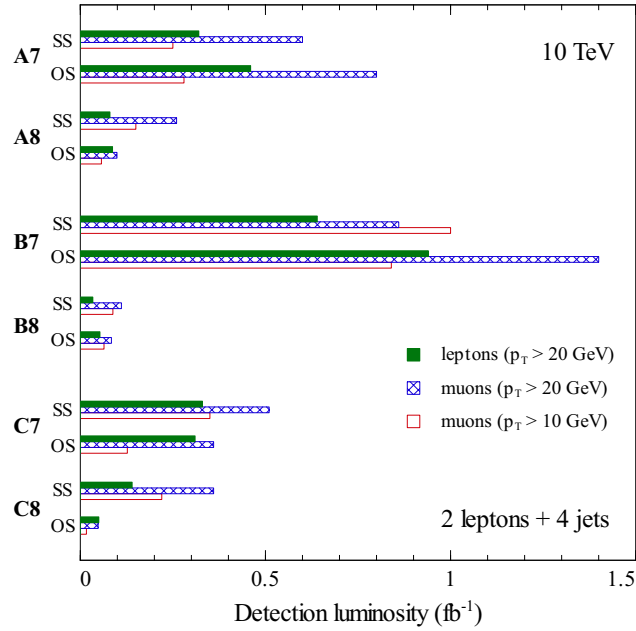 10 TeV
A7
SS
OS
A8
SS
OS
B7
SS
OS
B8
SS
OS
leptons (p_T > 20 GeV)
muons (p_T > 20 GeV)
muons (p_T > 10 GeV)
C7
SS
OS
C8
SS
OS
2 leptons + 4 jets
0 0.5 1 1.5
Detection luminosity (fb⁻¹)